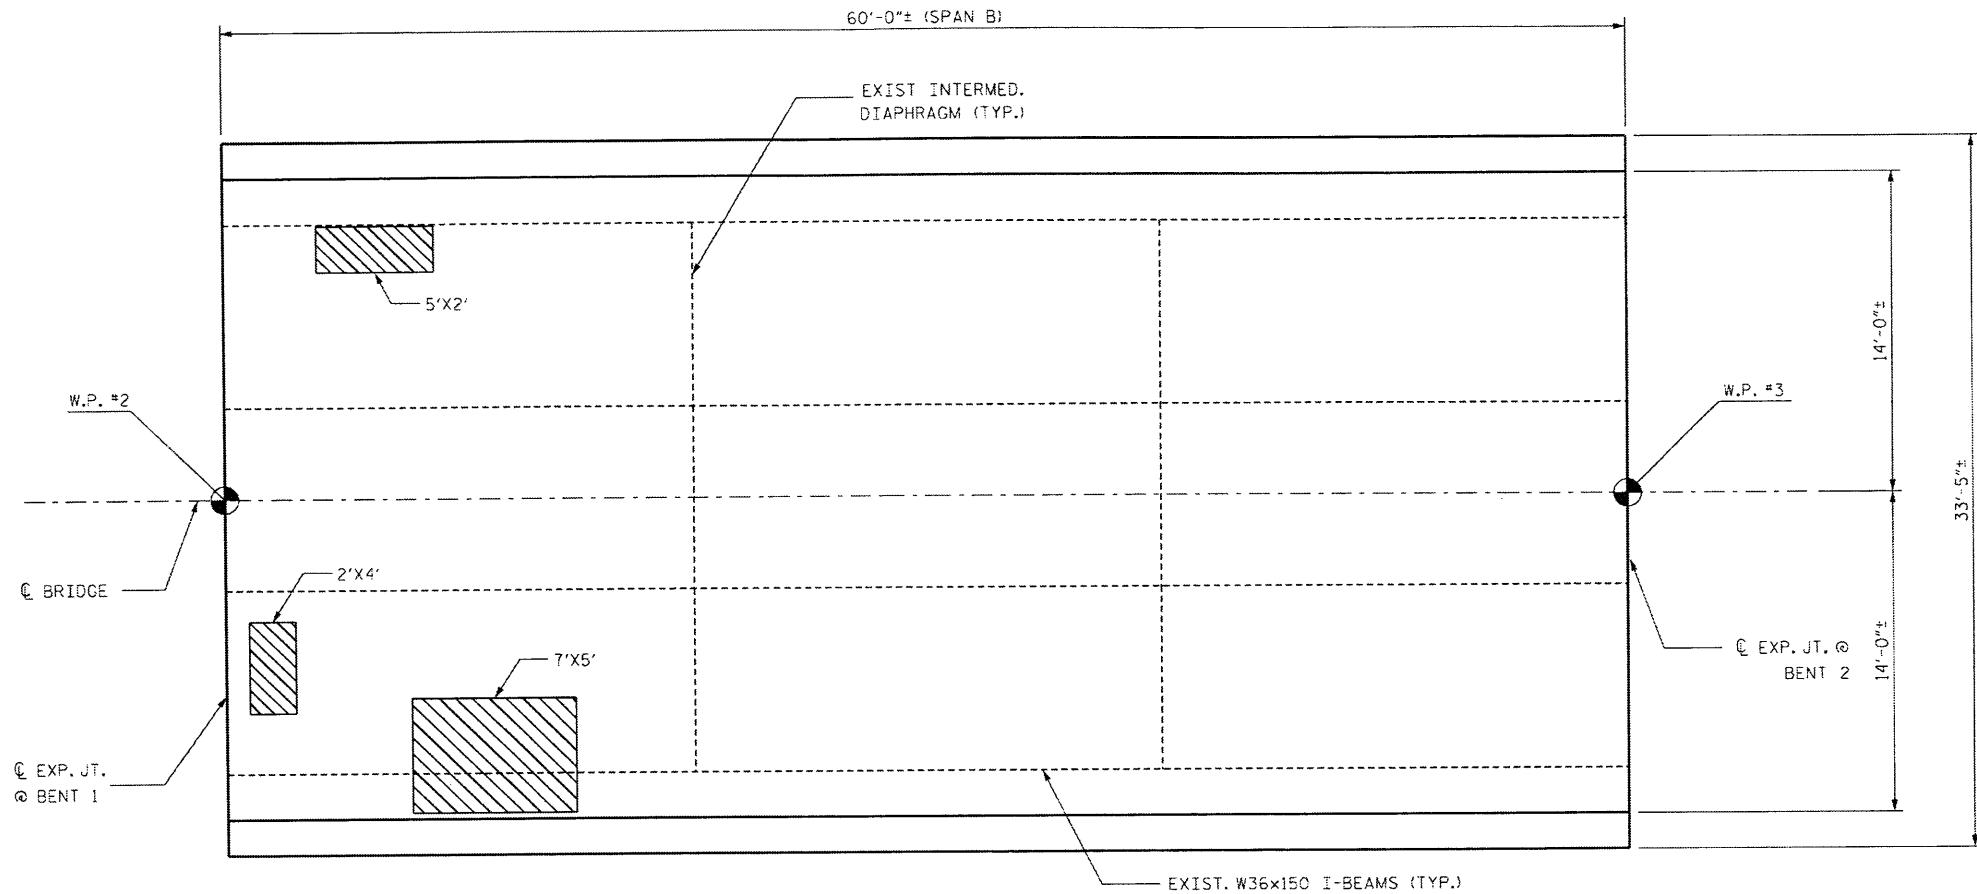 60'-0"± (SPAN B)
EXIST INTERMED.
DIAPHRAGM (TYP.)
5'X2'
14'-0"±
W.P. #2
W.P. #3
33'-5"±
2'X4'
℄ BRIDGE
7'X5'
℄ EXP. JT. @
BENT 2
14'-0"±
℄ EXP. JT.
@ BENT 1
EXIST. W36x150 I-BEAMS (TYP.)